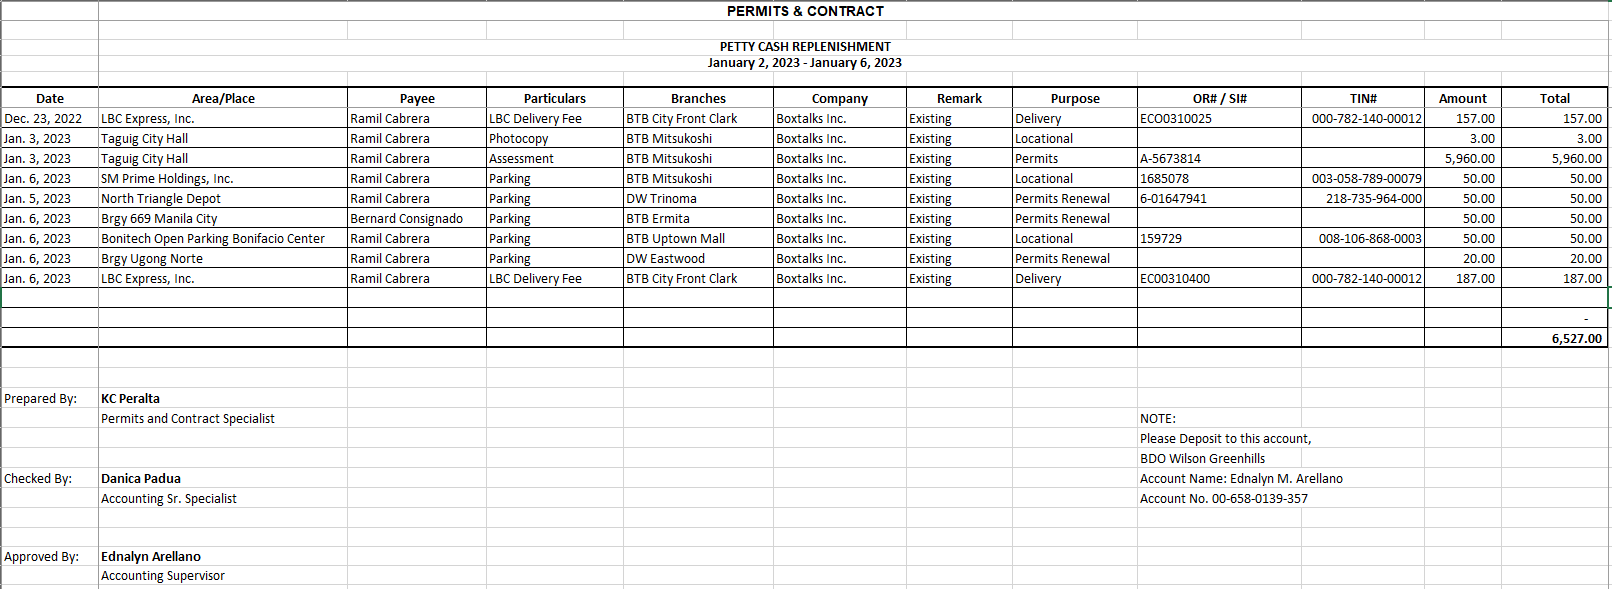 PERMITS & CONTRACT
PETTY CASH REPLENISHMENT
January 2, 2023 - January 6, 2023
Date Area/Place Payee Particulars Branches Company Remark Purpose OR# / SI# TIN# Amount Total
Dec. 23, 2022 LBC Express, Inc. Ramil Cabrera LBC Delivery Fee BTB City Front Clark Boxtalks Inc. Existing Delivery ECO0310025 000-782-140-00012 157.00 157.00
Jan. 3, 2023 Taguig City Hall Ramil Cabrera Photocopy BTB Mitsukoshi Boxtalks Inc. Existing Locational 3.00 3.00
Jan. 3, 2023 Taguig City Hall Ramil Cabrera Assessment BTB Mitsukoshi Boxtalks Inc. Existing Permits A-5673814 5,960.00 5,960.00
Jan. 6, 2023 SM Prime Holdings, Inc. Ramil Cabrera Parking BTB Mitsukoshi Boxtalks Inc. Existing Locational 1685078 003-058-789-00079 50.00 50.00
Jan. 5, 2023 North Triangle Depot Ramil Cabrera Parking DW Trinoma Boxtalks Inc. Existing Permits Renewal 6-01647941 218-735-964-000 50.00 50.00
Jan. 6, 2023 Brgy 669 Manila City Bernard Consignado Parking BTB Ermita Boxtalks Inc. Existing Permits Renewal 50.00 50.00
Jan. 6, 2023 Bonitech Open Parking Bonifacio Center Ramil Cabrera Parking BTB Uptown Mall Boxtalks Inc. Existing Locational 159729 008-106-868-0003 50.00 50.00
Jan. 6, 2023 Brgy Ugong Norte Ramil Cabrera Parking DW Eastwood Boxtalks Inc. Existing Permits Renewal 20.00 20.00
Jan. 6, 2023 LBC Express, Inc. Ramil Cabrera LBC Delivery Fee BTB City Front Clark Boxtalks Inc. Existing Delivery EC00310400 000-782-140-00012 187.00 187.00
-
6,527.00
Prepared By: KC Peralta
Permits and Contract Specialist NOTE:
Please Deposit to this account,
BDO Wilson Greenhills
Checked By: Danica Padua Account Name: Ednalyn M. Arellano
Accounting Sr. Specialist Account No. 00-658-0139-357
Approved By: Ednalyn Arellano
Accounting Supervisor